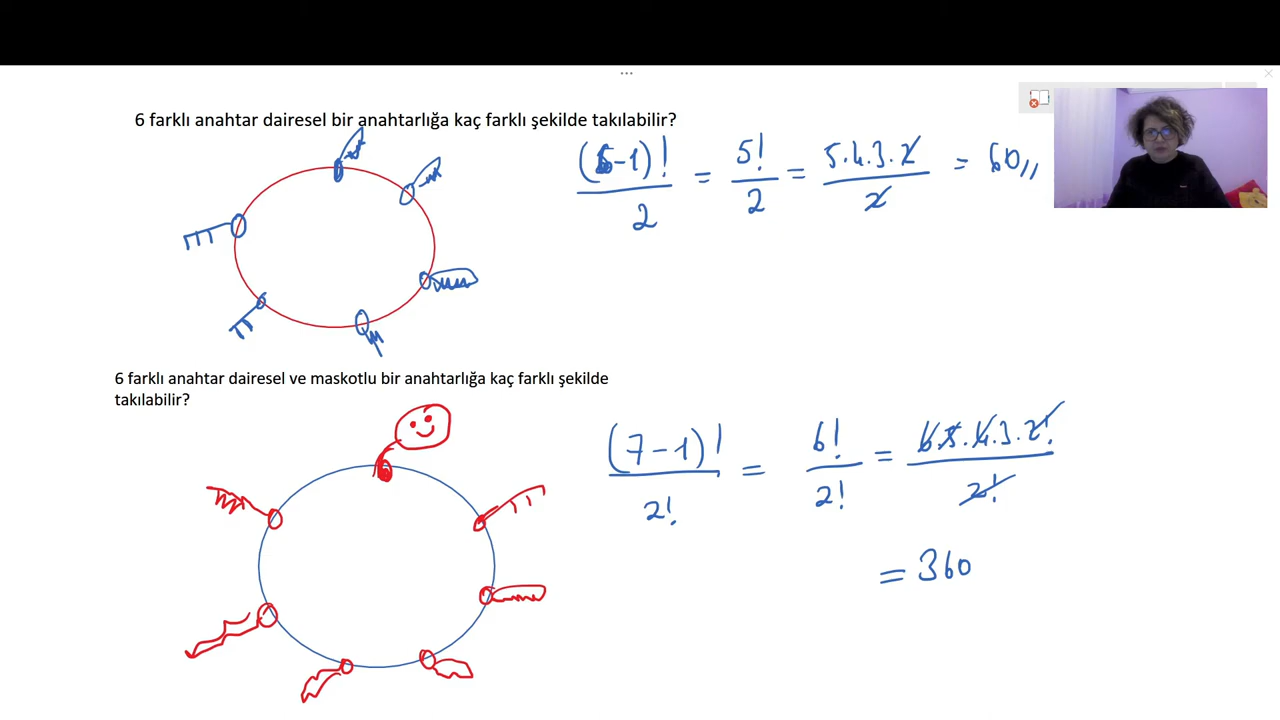 6 farklı anahtar dairesel bir anahtarlığa kaç farklı şekilde takılabilir?
(6-1)! / 2 = 5! / 2 = 5.4.3.2 / 2 = 60,,
6 farklı anahtar dairesel ve maskotlu bir anahtarlığa kaç farklı şekilde
takılabilir?
(7-1)! / 2! = 6! / 2! = 6.5.4.3.2! / 2!
= 360